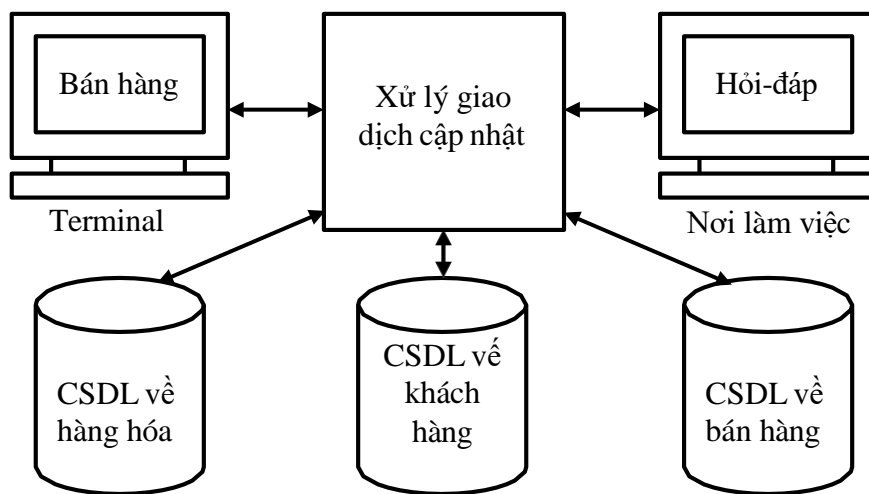 Bán hàng
Xử lý giao
dịch cập nhật
Hỏi-đáp
Terminal
Nơi làm việc
CSDL về
hàng hóa
CSDL vế
khách
hàng
CSDL về
bán hàng